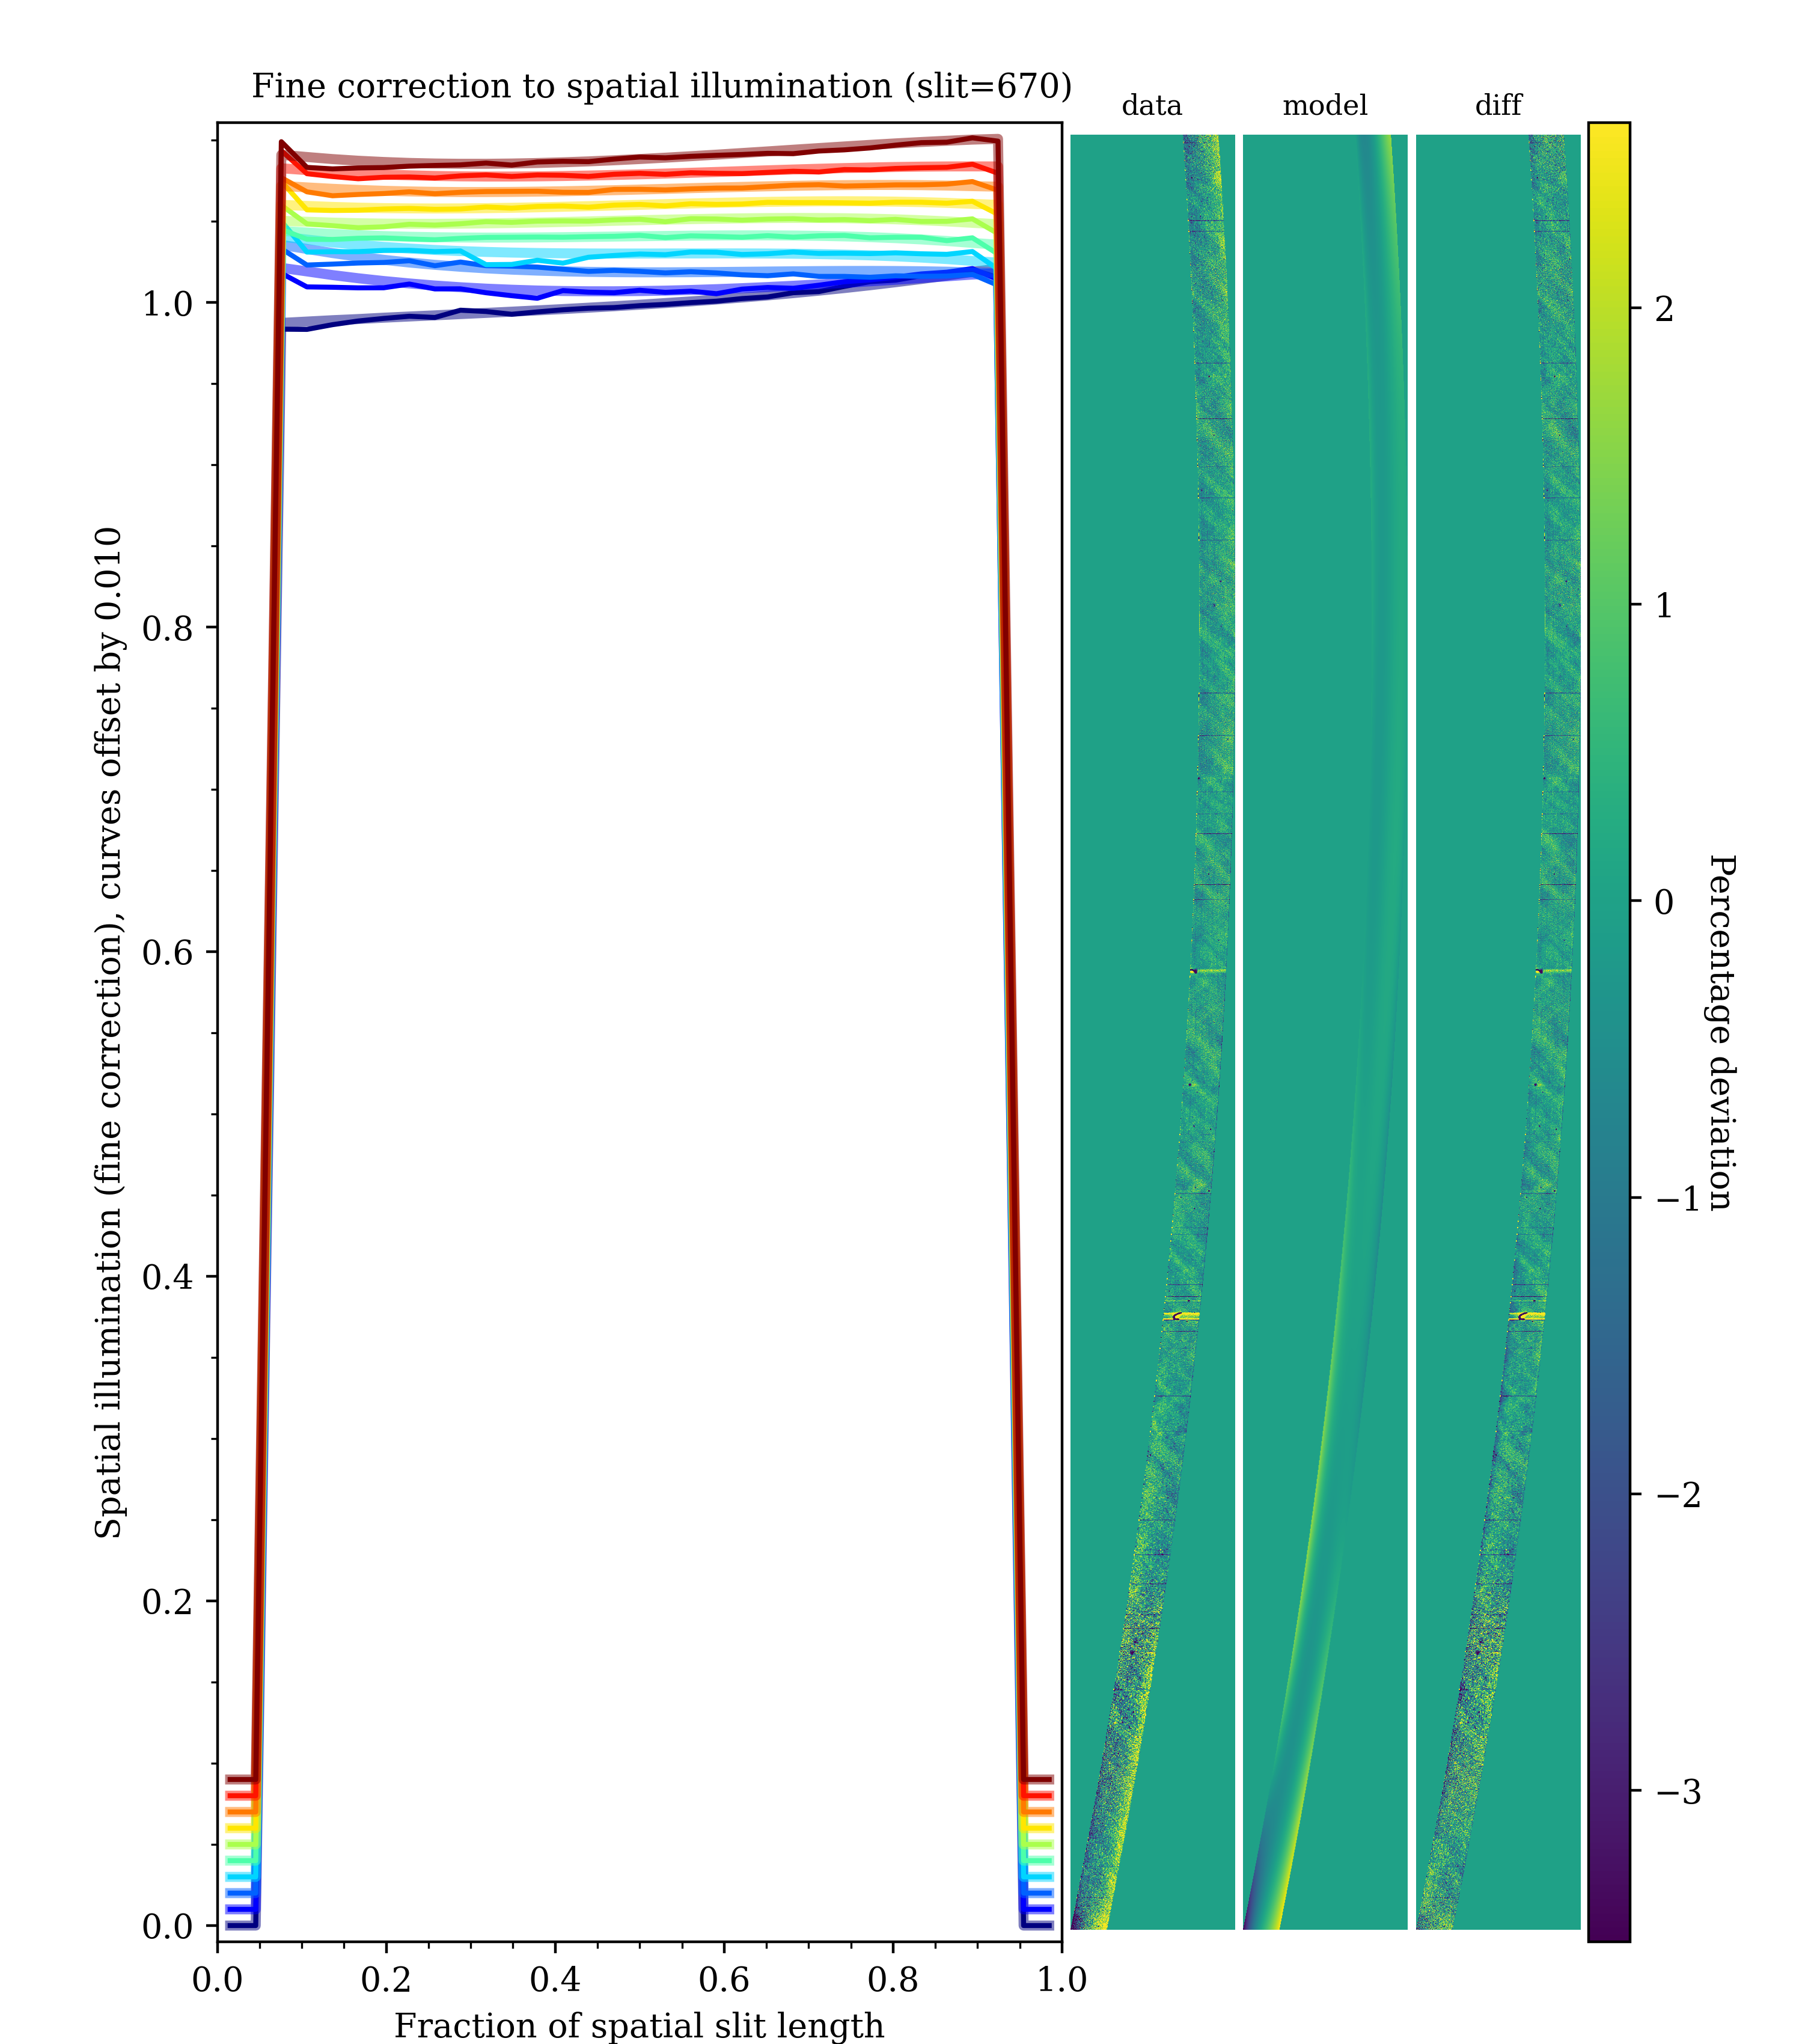 Fine correction to spatial illumination (slit=670)
data
model
diff
Spatial illumination (fine correction), curves offset by 0.010
1.0
0.8
0.6
0.4
0.2
0.0
0.0
0.2
0.4
0.6
0.8
1.0
Fraction of spatial slit length
2
1
0
−1
−2
−3
Percentage deviation